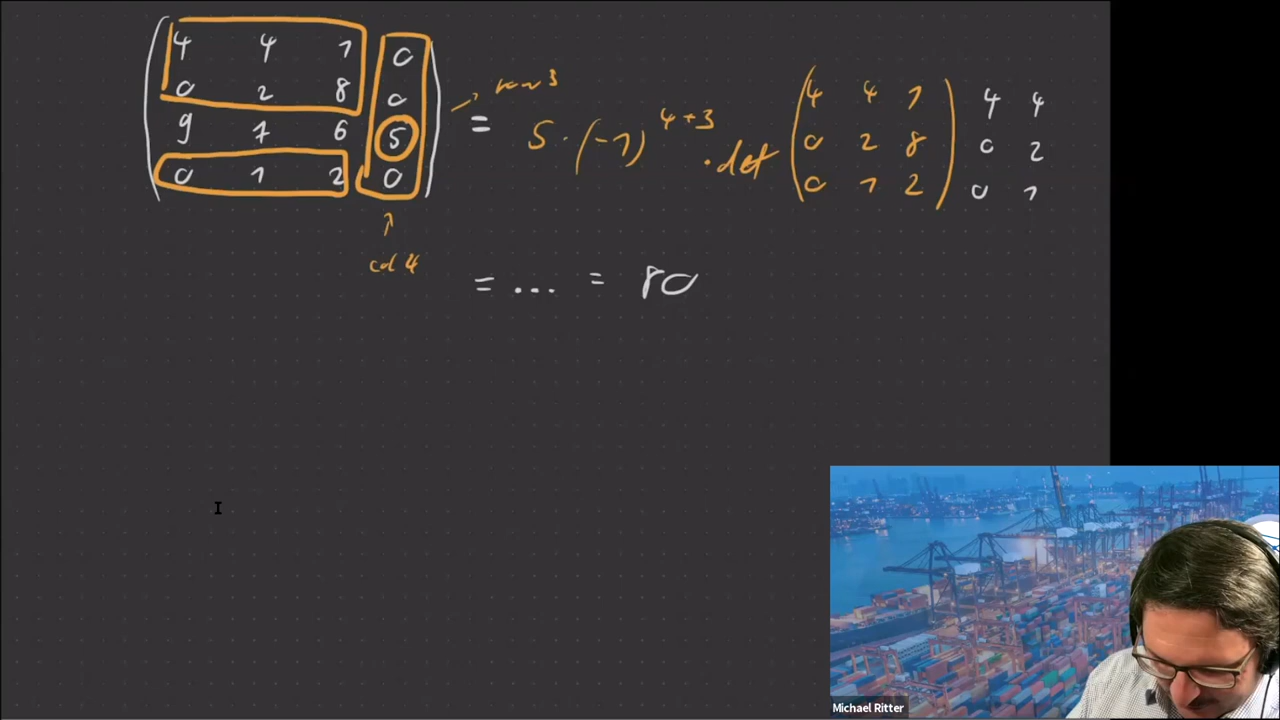 4 4 1 0
0 2 8 0
9 7 6 5
0 1 2 0
row 3
= 5 · (-1)^{4+3} · det ( 4 4 1 ) 4 4
( 0 2 8 ) 0 2
( 0 1 2 ) 0 1
↑
col 4
= ... = 80
Michael Ritter